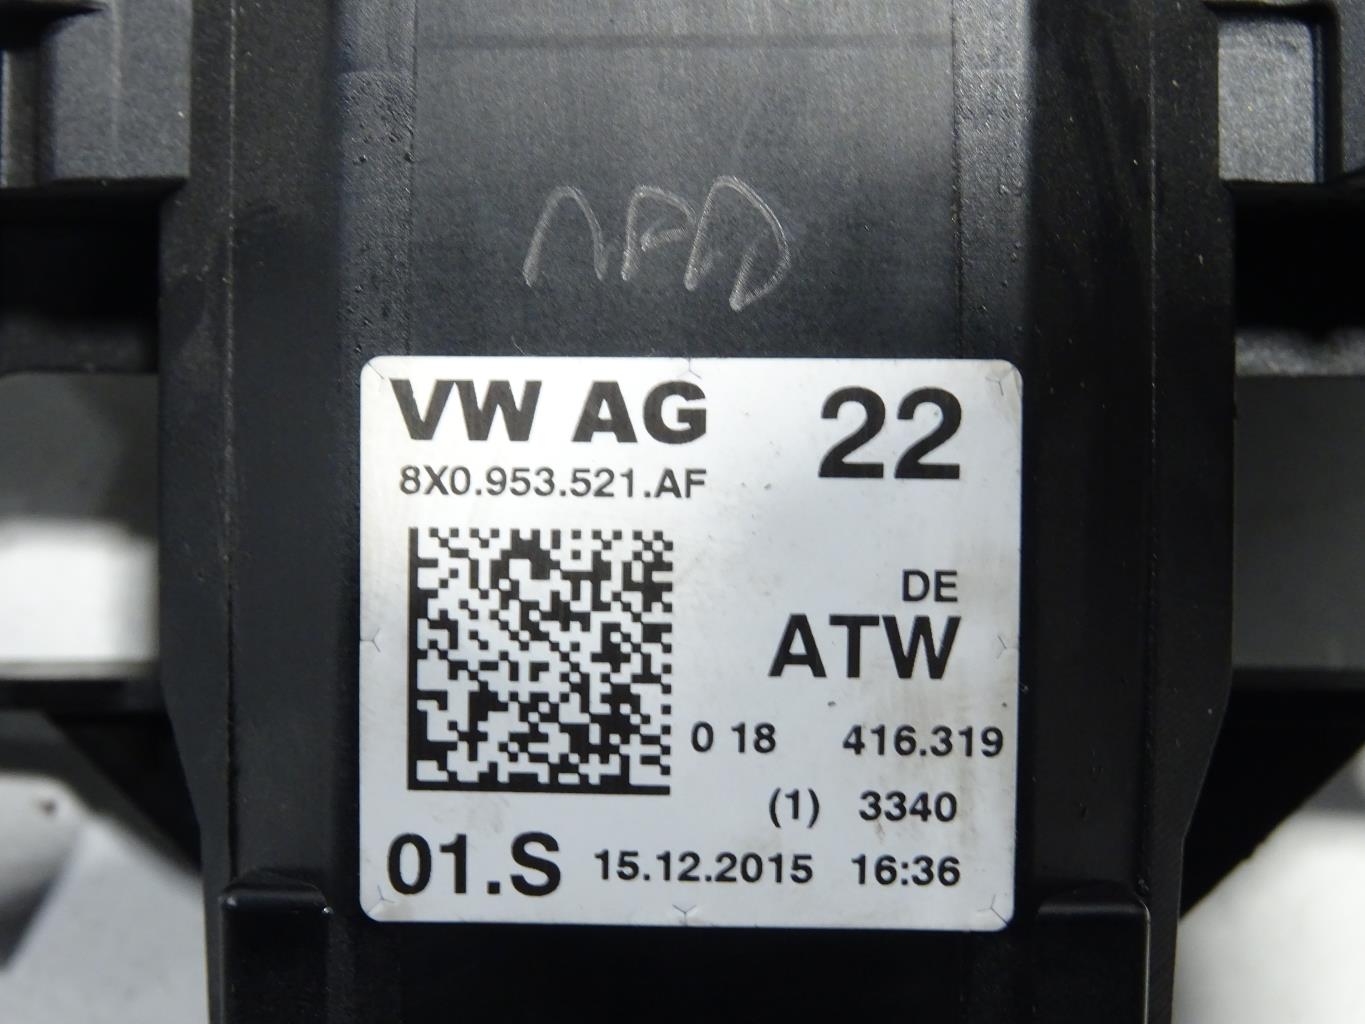 VW AG 22
8X0.953.521.AF
DE
ATW
0 18 416.319
(1) 3340
01.S 15.12.2015 16:36